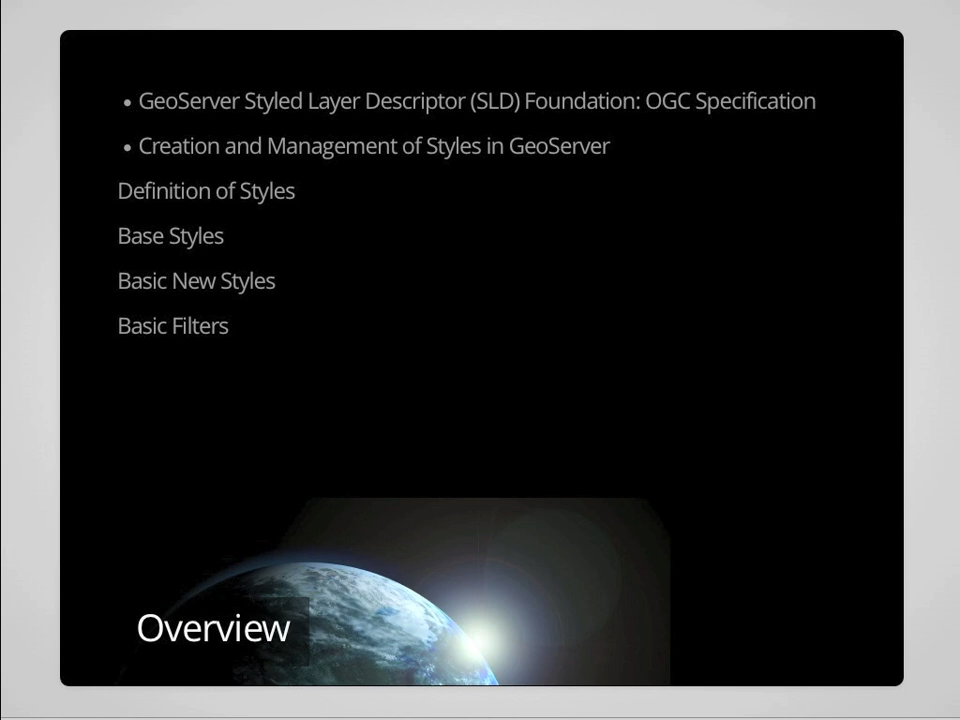 • GeoServer Styled Layer Descriptor (SLD) Foundation: OGC Specification
• Creation and Management of Styles in GeoServer
Definition of Styles
Base Styles
Basic New Styles
Basic Filters
Overview